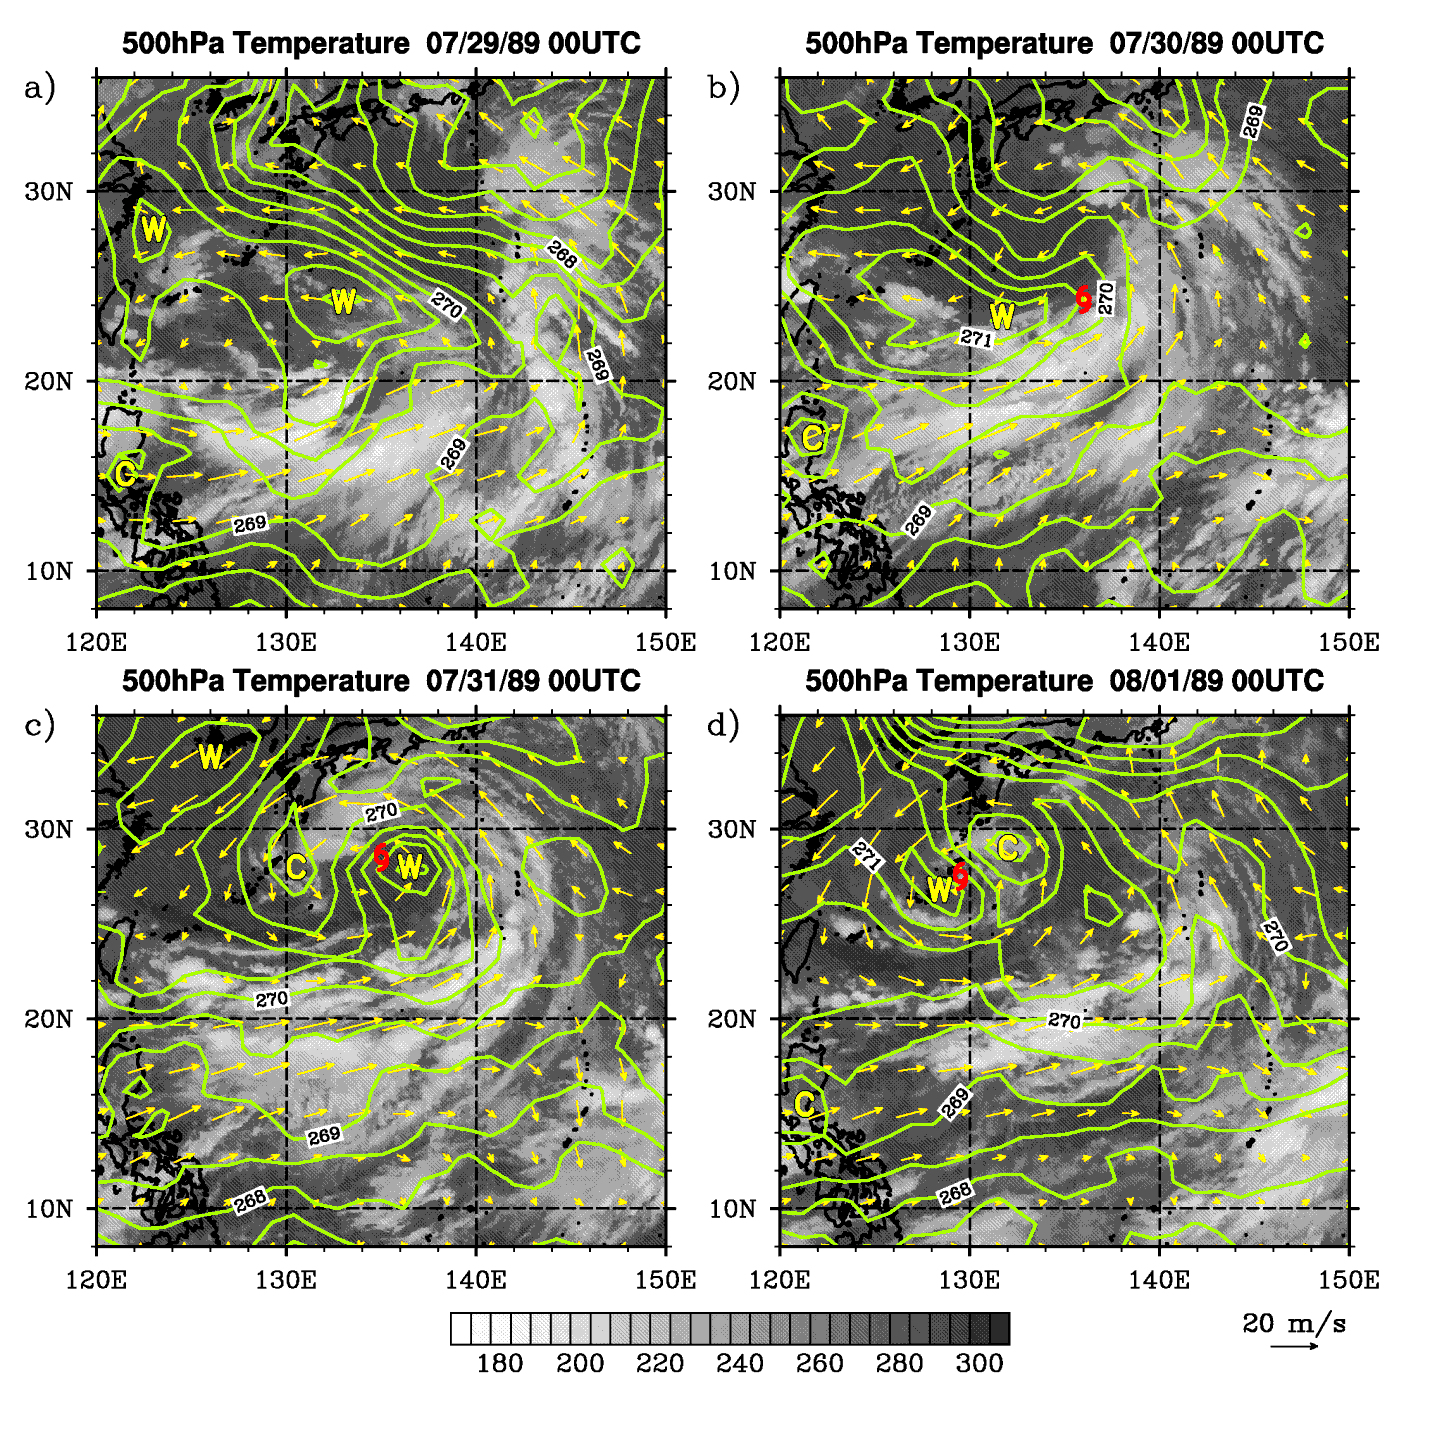 500hPa Temperature 07/29/89 00UTC
500hPa Temperature 07/30/89 00UTC
a)
b)
30N
20N
10N
W
W
C
268
270
269
269
269
120E 130E 140E 150E
30N
20N
10N
269
270
W
271
C
269
120E 130E 140E 150E
500hPa Temperature 07/31/89 00UTC
500hPa Temperature 08/01/89 00UTC
c)
d)
30N
20N
10N
W
270
C
W
270
269
268
120E 130E 140E 150E
30N
20N
10N
271
C
W
270
270
269
C
268
120E 130E 140E 150E
180 200 220 240 260 280 300
20 m/s